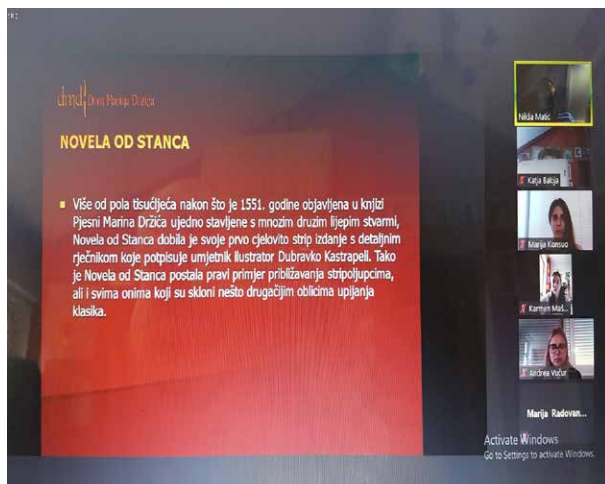 dmd Dom Marina Držića
NOVELA OD STANCA
Više od pola tisućljeća nakon što je 1551. godine objavljena u knjizi
Pjesni Marina Držića ujedno stavljene s mnozim druzim lijepim stvarmi,
Novela od Stanca dobila je svoje prvo cjelovito strip izdanje s detaljnim
rječnikom koje potpisuje umjetnik ilustrator Dubravko Kastrapeli. Tako
je Novela od Stanca postala pravi primjer približavanja stripoljupcima,
ali i svima onima koji su skloni nešto drugačijim oblicima upijanja
klasika.
Nilda Matić
Katja Bakija
Marija Konsuo
Karmen Maš...
Andrea Vučur
Marija Radovan...
Activate Windows
Go to Settings to activate Windows.